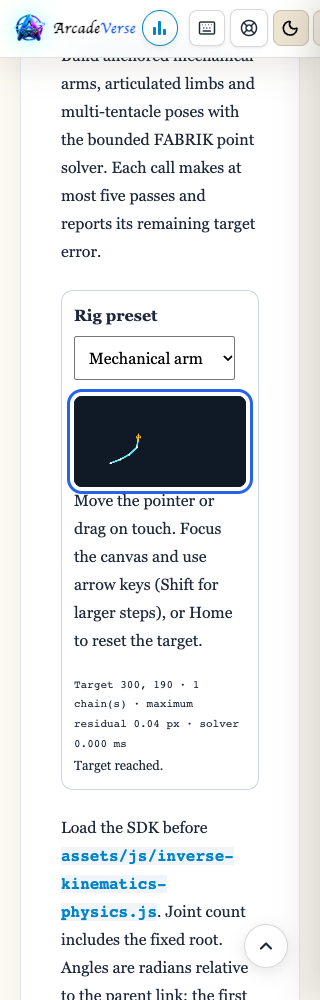 ArcadeVerse
Build anchored mechanical
arms, articulated limbs and
multi-tentacle poses with
the bounded FABRIK point
solver. Each call makes at
most five passes and
reports its remaining target
error.
Rig preset
Mechanical arm
Move the pointer or
drag on touch. Focus
the canvas and use
arrow keys (Shift for
larger steps), or Home
to reset the target.
Target 300, 190 · 1
chain(s) · maximum
residual 0.04 px · solver
0.000 ms
Target reached.
Load the SDK before
assets/js/inverse-
kinematics-
physics.js. Joint count
includes the fixed root.
Angles are radians relative
to the parent link; the first